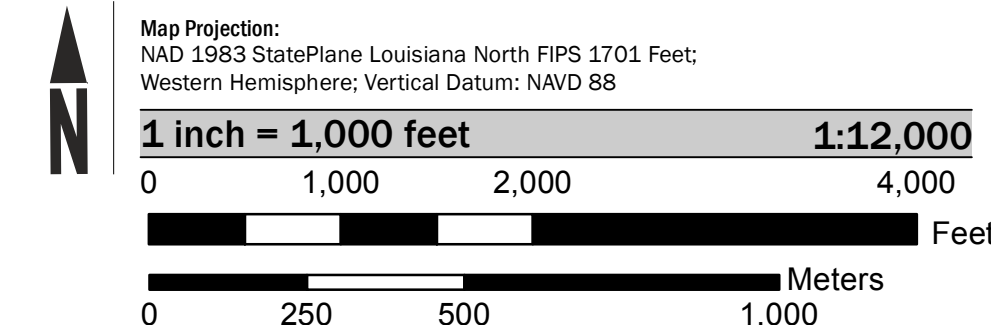 N
Map Projection:
NAD 1983 StatePlane Louisiana North FIPS 1701 Feet;
Western Hemisphere; Vertical Datum: NAVD 88
1 inch = 1,000 feet 1:12,000
0 1,000 2,000 4,000
Feet
Meters
0 250 500 1,000